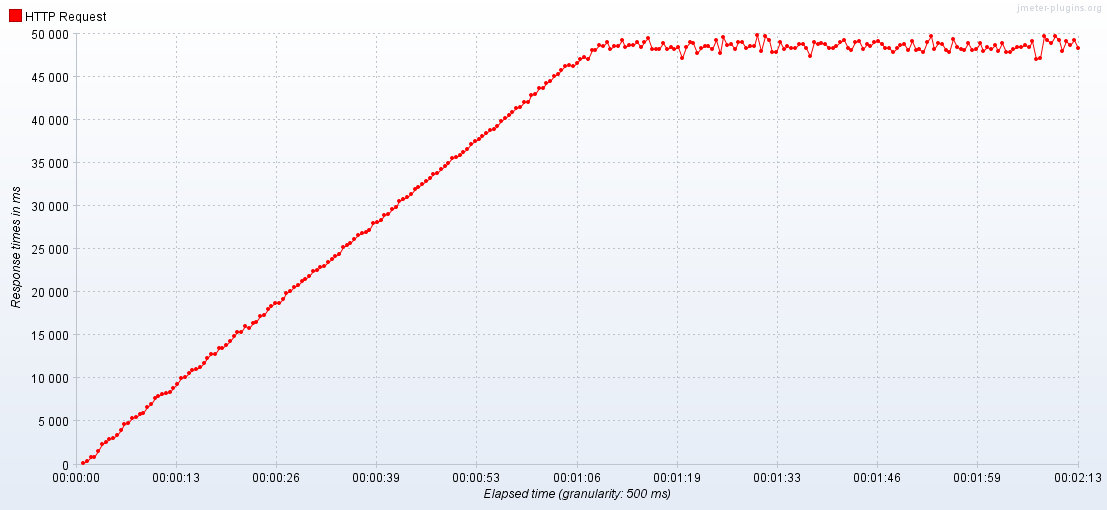 jmeter-plugins.org
HTTP Request
50 000
45 000
40 000
35 000
30 000
25 000
20 000
15 000
10 000
5 000
0
Response times in ms
00:00:00 00:00:13 00:00:26 00:00:39 00:00:53 00:01:06 00:01:19 00:01:33 00:01:46 00:01:59 00:02:13
Elapsed time (granularity: 500 ms)